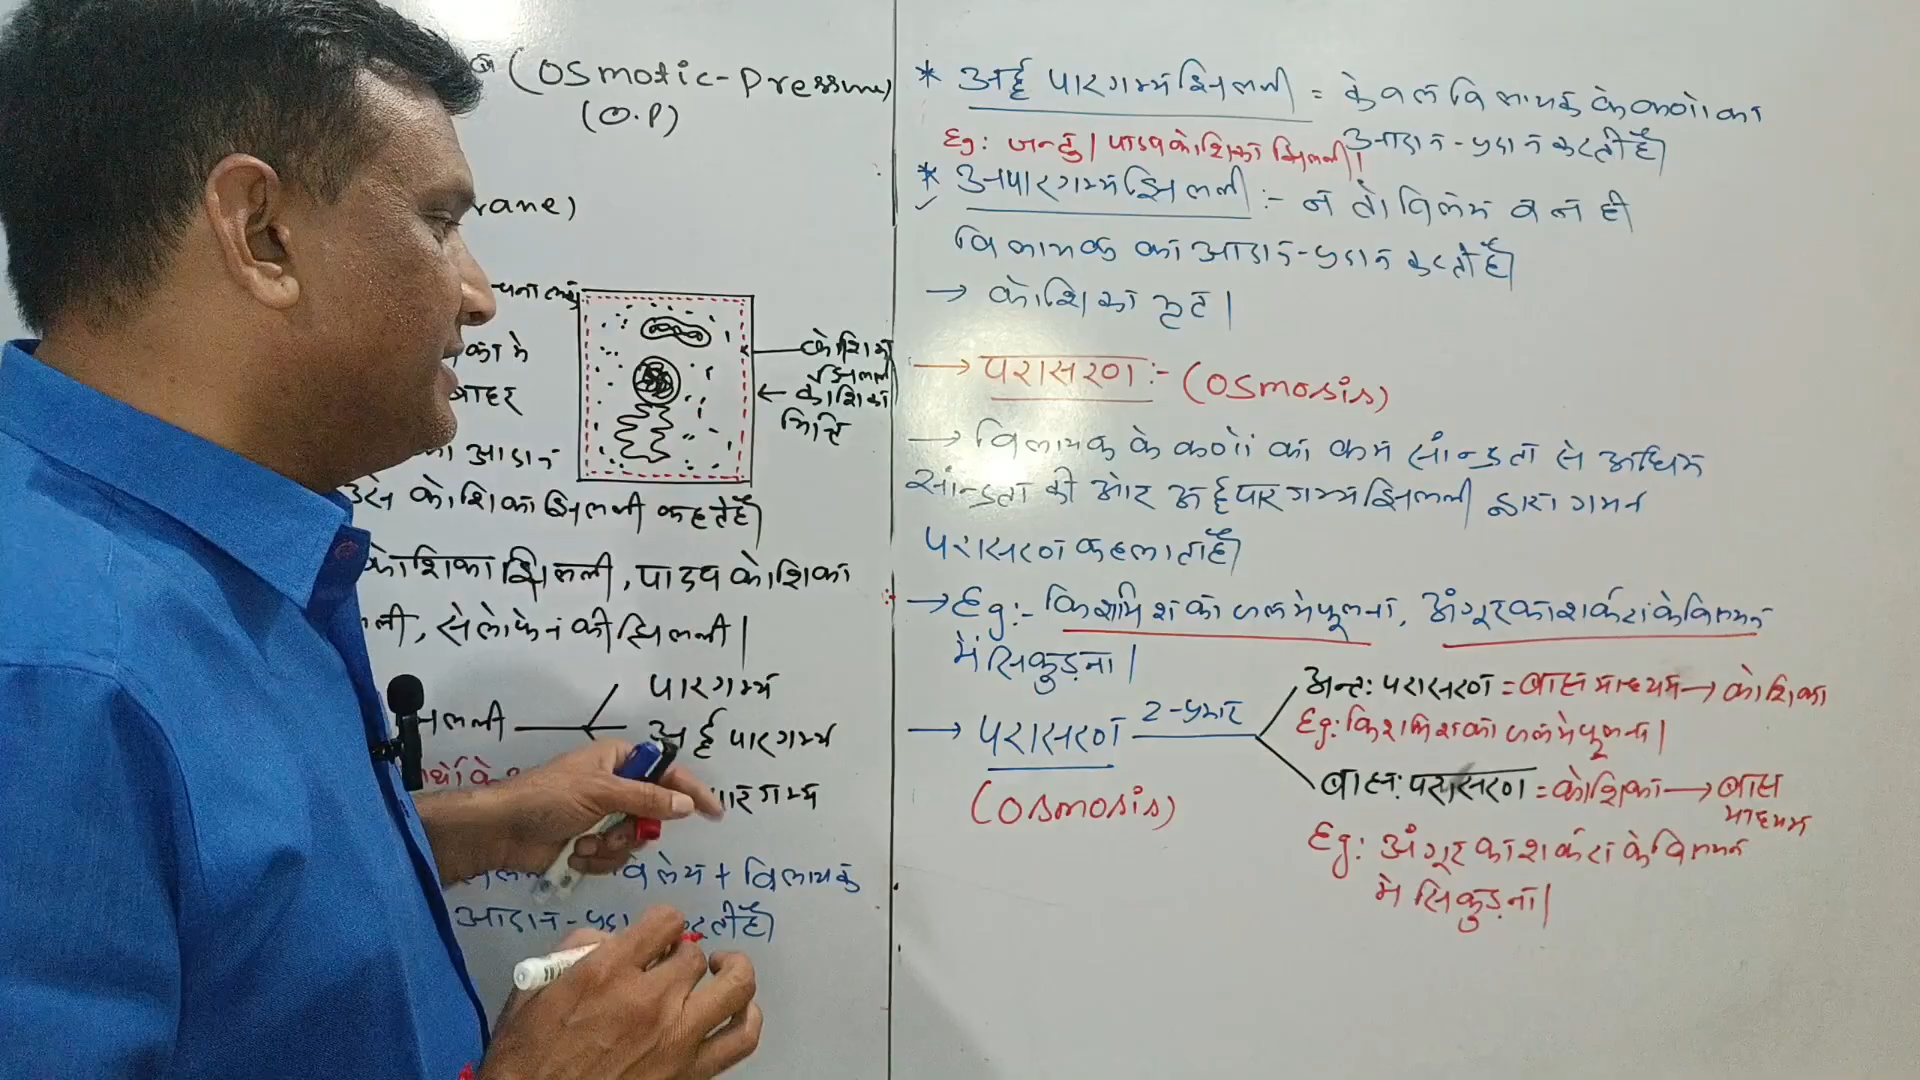 (Osmotic-Pressure)
(O.P)
rane)
कोशिका
झिल्ली
कोशिका
भित्ति
का मे
बाहर
आदान
उसे कोशिका झिल्ली कहते है।
कोशिका झिल्ली, पादप कोशिका
ली, सेलोफेन की झिल्ली।
पारगम्य
अर्द्ध पारगम्य
पारगम्य
विलेय + विलायक
आदान-प्रदा करती है।
* अर्द्ध पारगम्य झिल्ली = केवल विलायक के कणों का
आदान-प्रदान करती है।
Eg: जन्तु। पादप कोशिका झिल्ली।
* अपारगम्य झिल्ली :- न तो विलेय व न ही
विलायक का आदान-प्रदान करती है।
→ कोशिका भित्ति।
→ परासरण :- (Osmosis)
→ विलायक के कणों का कम सान्द्रता से अधिक
सान्द्रता की ओर अर्द्धपारगम्य झिल्ली द्वारा गमन
परासरण कहलाता है।
→ Eg:- किशमिश का जल मे फूलना, अंगूर का शर्करा के विलयन
में सिकुड़ना।
→ परासरण 2-प्रकार
(Osmosis)
अन्तः परासरण = बाह्य माध्यम → कोशिका
Eg: किशमिश का जल मे फूलना।
बाह्य: परासरण = कोशिका → बाह्य
माध्यम
Eg: अंगूर का शर्करा के विलयन
मे सिकुड़ना।